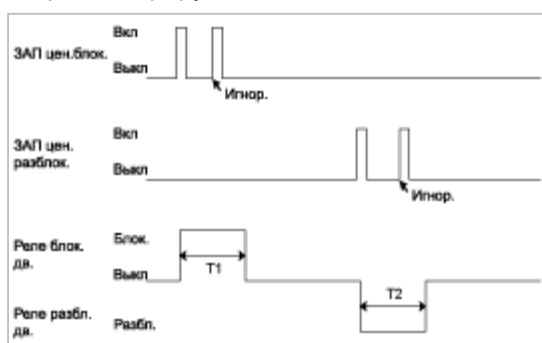 Вкл
ЗАП цен.блок.
Выкл
Игнор.
Вкл
ЗАП цен.
разблок.
Выкл
Игнор.
Реле блок.
дв.
Блок.
Выкл
T1
T2
Реле разбл.
дв.
Разбл.